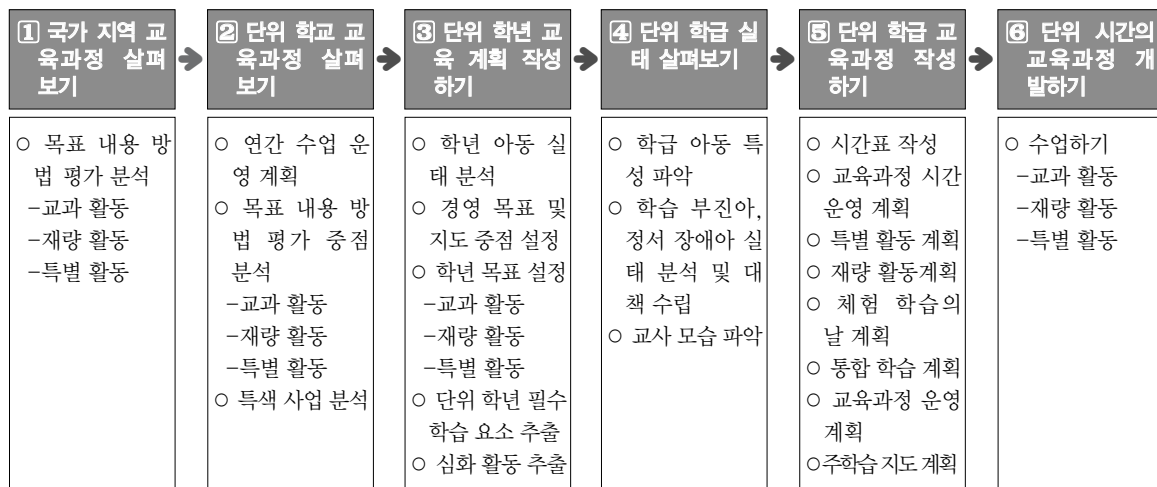 1 국가 지역 교
육과정 살펴
보기
2 단위 학교 교
육과정 살펴
보기
3 단위 학년 교
육 계획 작성
하기
4 단위 학급 실
태 살펴보기
5 단위 학급 교
육과정 작성
하기
6 단위 시간의
교육과정 개
발하기
○ 목표 내용 방
법 평가 분석
-교과 활동
-재량 활동
-특별 활동
○ 연간 수업 운
영 계획
○ 목표 내용 방
법 평가 중점
분석
-교과 활동
-재량 활동
-특별 활동
○ 특색 사업 분석
○ 학년 아동 실
태 분석
○ 경영 목표 및
지도 중점 설정
○ 학년 목표 설정
-교과 활동
-재량 활동
-특별 활동
○ 단위 학년 필수
학습 요소 추출
○ 심화 활동 추출
○ 학급 아동 특
성 파악
○ 학습 부진아,
정서 장애아 실
태 분석 및 대
책 수립
○ 교사 모습 파악
○ 시간표 작성
○ 교육과정 시간
운영 계획
○ 특별 활동 계획
○ 재량 활동계획
○ 체험 학습의
날 계획
○ 통합 학습 계획
○ 교육과정 운영
계획
○주학습 지도 계획
○ 수업하기
-교과 활동
-재량 활동
-특별 활동